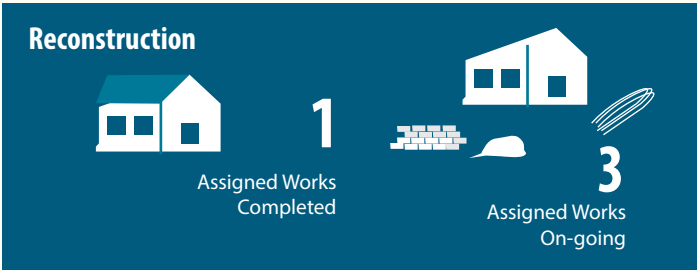 Reconstruction
1
Assigned Works
Completed
3
Assigned Works
On-going